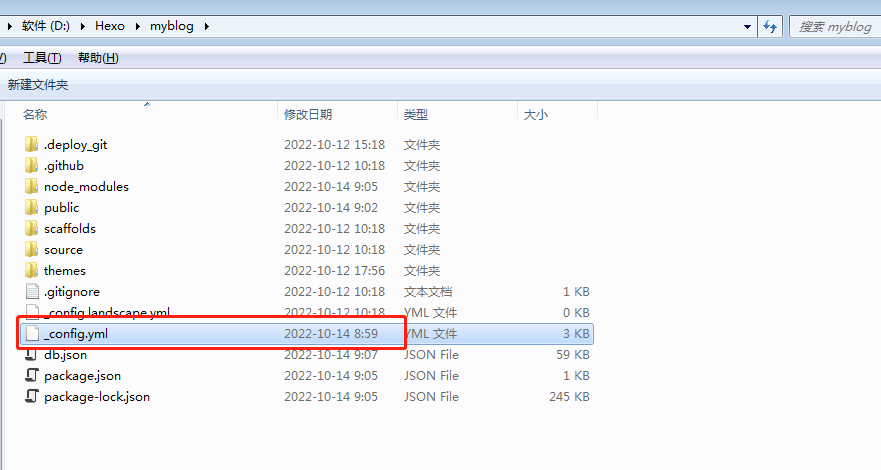 软件 (D:) Hexo myblog 搜索 myblog
) 工具(T) 帮助(H)
新建文件夹
名称 修改日期 类型 大小
.deploy_git 2022-10-12 15:18 文件夹
.github 2022-10-12 10:18 文件夹
node_modules 2022-10-14 9:05 文件夹
public 2022-10-14 9:02 文件夹
scaffolds 2022-10-12 10:18 文件夹
source 2022-10-12 10:18 文件夹
themes 2022-10-12 17:56 文件夹
.gitignore 2022-10-12 10:18 文本文档 1 KB
_config.landscape.yml 2022-10-12 10:18 YML 文件 0 KB
_config.yml 2022-10-14 8:59 YML 文件 3 KB
db.json 2022-10-14 9:07 JSON File 59 KB
package.json 2022-10-14 9:05 JSON File 1 KB
package-lock.json 2022-10-14 9:05 JSON File 245 KB